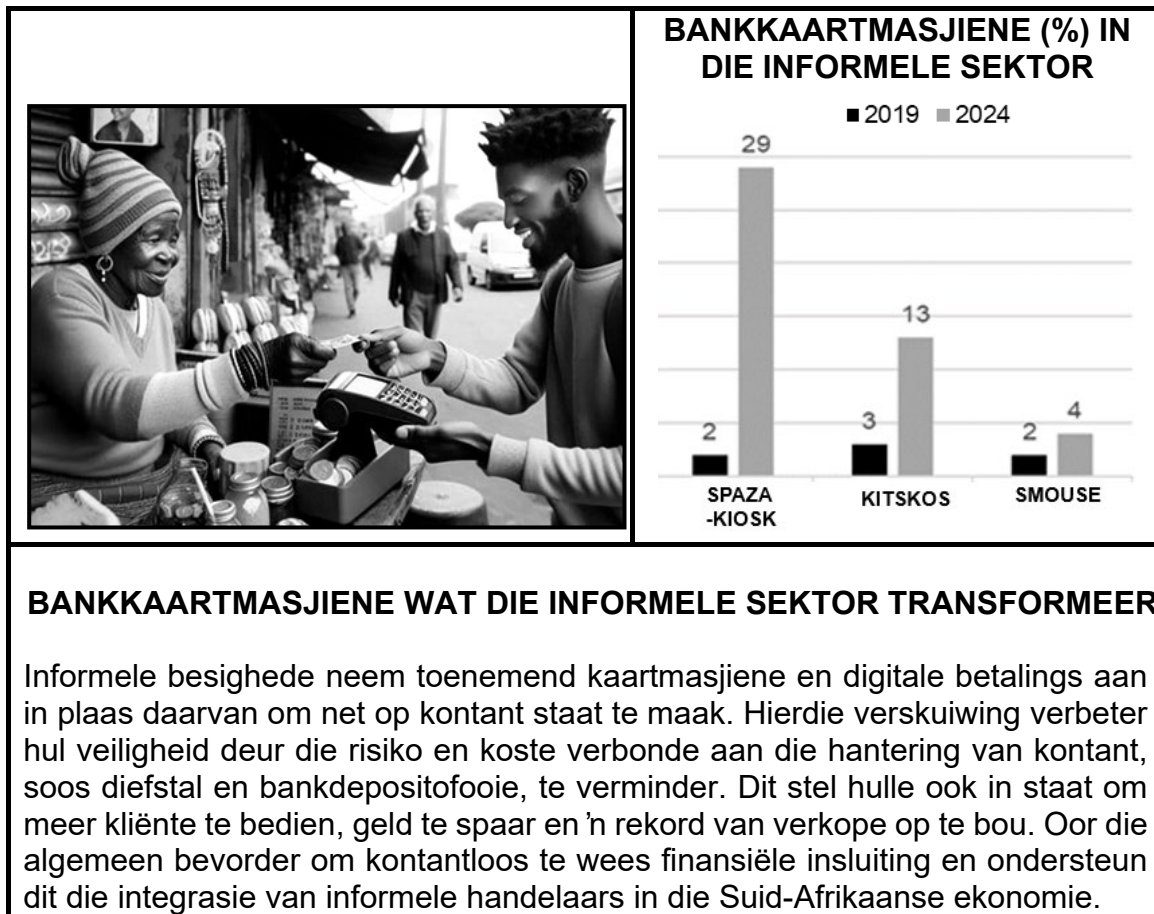 BANKKAARTMASJIENE (%) IN
DIE INFORMELE SEKTOR
2019 2024
29
13
2
3
2
4
SPAZA
-KIOSK
KITSKOS
SMOUSE
BANKKAARTMASJIENE WAT DIE INFORMELE SEKTOR TRANSFORMEER
Informele besighede neem toenemend kaartmasjiene en digitale betalings aan
in plaas daarvan om net op kontant staat te maak. Hierdie verskuiwing verbeter
hul veiligheid deur die risiko en koste verbonde aan die hantering van kontant,
soos diefstal en bankdepositofooie, te verminder. Dit stel hulle ook in staat om
meer kliënte te bedien, geld te spaar en 'n rekord van verkope op te bou. Oor die
algemeen bevorder om kontantloos te wees finansiële insluiting en ondersteun
dit die integrasie van informele handelaars in die Suid-Afrikaanse ekonomie.